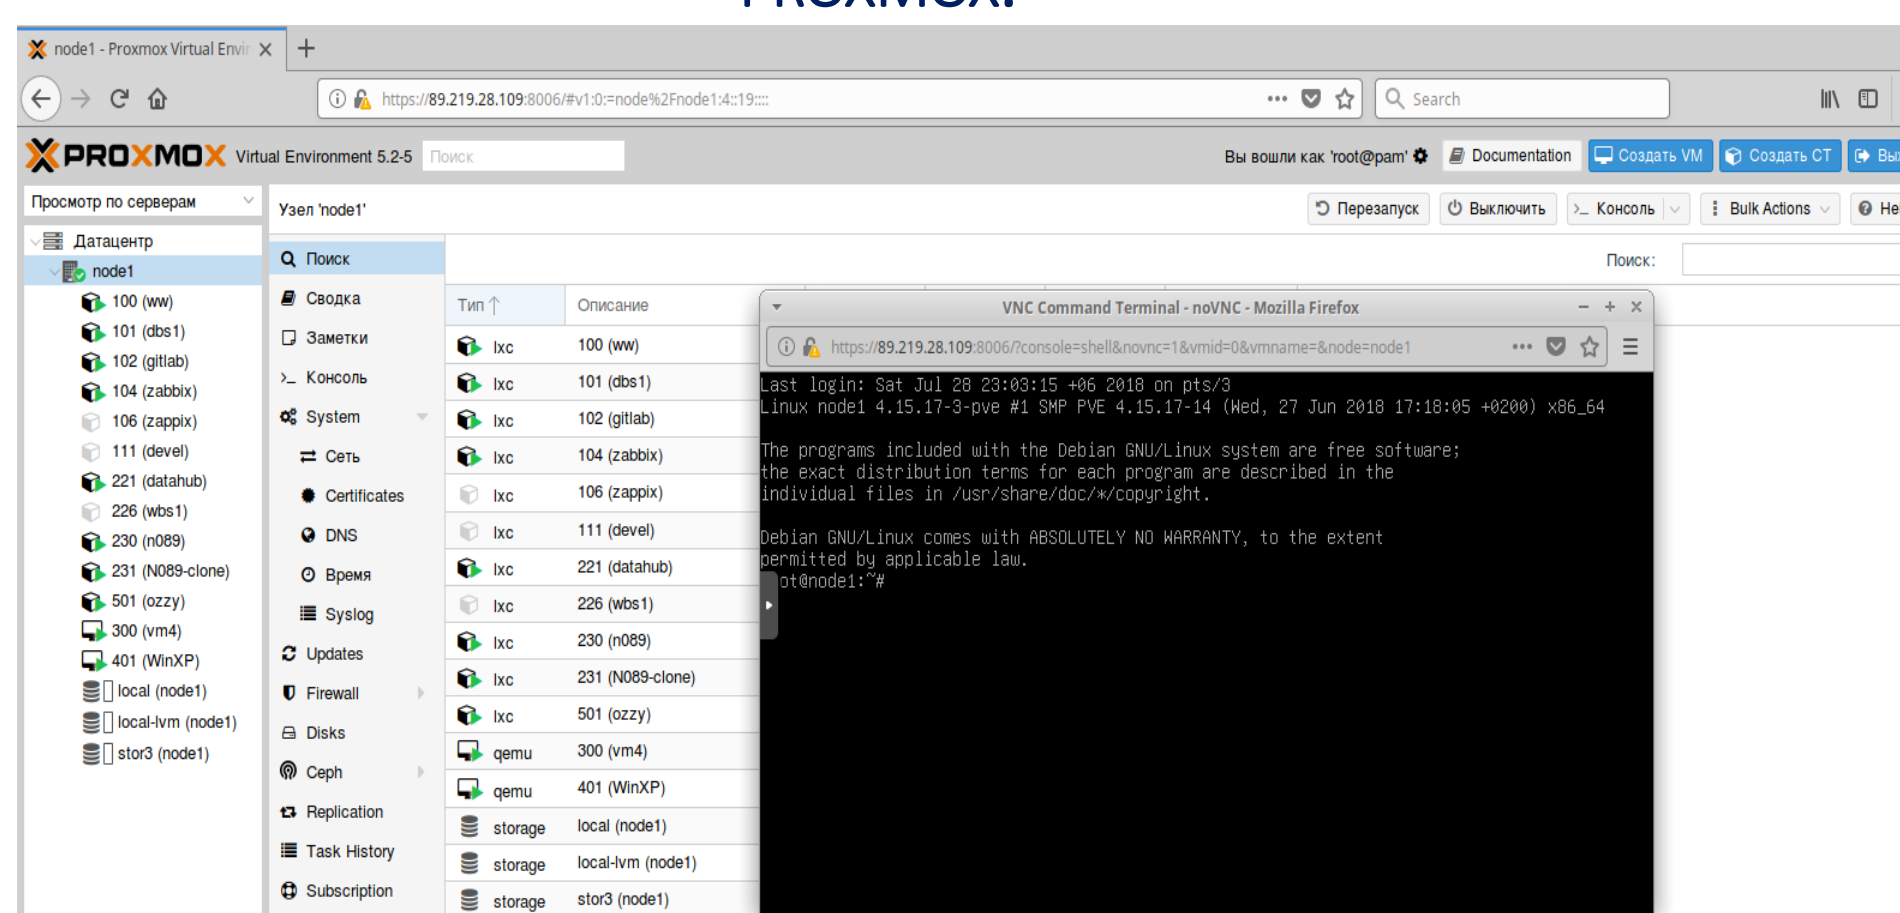 PROXMOX.
node1 - Proxmox Virtual Envir
https://89.219.28.109:8006/#v1:0:=node%2Fnode1:4::19::::
Search
PROXMOX Virtual Environment 5.2-5
Поиск
Вы вошли как 'root@pam'
Documentation
Создать VM
Создать CT
Просмотр по серверам
Узел 'node1'
Перезапуск
Выключить
>_ Консоль
Bulk Actions
Датацентр
node1
100 (ww)
101 (dbs1)
102 (gitlab)
104 (zabbix)
106 (zappix)
111 (devel)
221 (datahub)
226 (wbs1)
230 (n089)
231 (N089-clone)
501 (ozzy)
300 (vm4)
401 (WinXP)
local (node1)
local-lvm (node1)
stor3 (node1)
Поиск
Сводка
Заметки
>_ Консоль
System
Сеть
Certificates
DNS
Время
Syslog
Updates
Firewall
Disks
Ceph
Replication
Task History
Subscription
Поиск:
Тип Описание
lxc 100 (ww)
lxc 101 (dbs1)
lxc 102 (gitlab)
lxc 104 (zabbix)
lxc 106 (zappix)
lxc 111 (devel)
lxc 221 (datahub)
lxc 226 (wbs1)
lxc 230 (n089)
lxc 231 (N089-clone)
lxc 501 (ozzy)
qemu 300 (vm4)
qemu 401 (WinXP)
storage local (node1)
storage local-lvm (node1)
storage stor3 (node1)
VNC Command Terminal - noVNC - Mozilla Firefox
https://89.219.28.109:8006/?console=shell&novnc=1&vmid=0&vmname=&node=node1
Last login: Sat Jul 28 23:03:15 +06 2018 on pts/3
Linux node1 4.15.17-3-pve #1 SMP PVE 4.15.17-14 (Wed, 27 Jun 2018 17:18:05 +0200) x86_64
The programs included with the Debian GNU/Linux system are free software;
the exact distribution terms for each program are described in the
individual files in /usr/share/doc/*/copyright.
Debian GNU/Linux comes with ABSOLUTELY NO WARRANTY, to the extent
permitted by applicable law.
ot@node1:~#